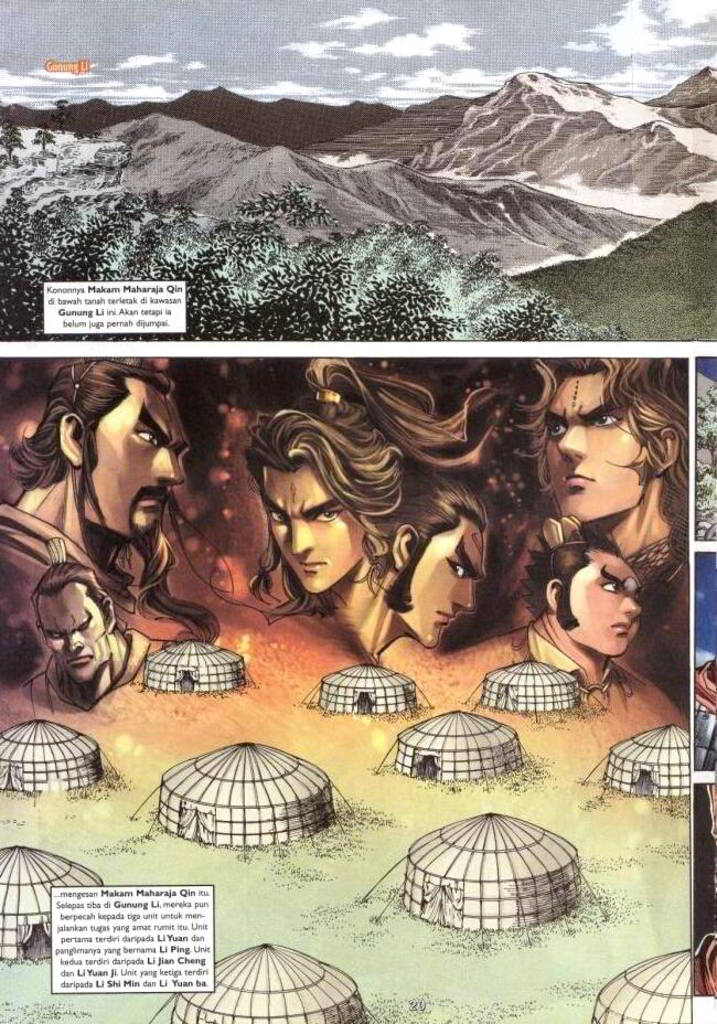 Gunung Li
Kononnya Makam Maharaja Qin
di bawah tanah terletak di kawasan
Gunung Li ini. Akan tetapi ia
belum juga pernah dijumpai.
...mengesan Makam Maharaja Qin itu.
Selepas tiba di Gunung Li, mereka pun
berpecah kepada tiga unit untuk men-
jalankan tugas yang amat rumit itu. Unit
pertama terdiri daripada Li Yuan dan
panglimanya yang bernama Li Ping. Unit
kedua terdiri daripada Li Jian Cheng
dan Li Yuan Ji. Unit yang ketiga terdiri
daripada Li Shi Min dan Li Yuan ba.
20